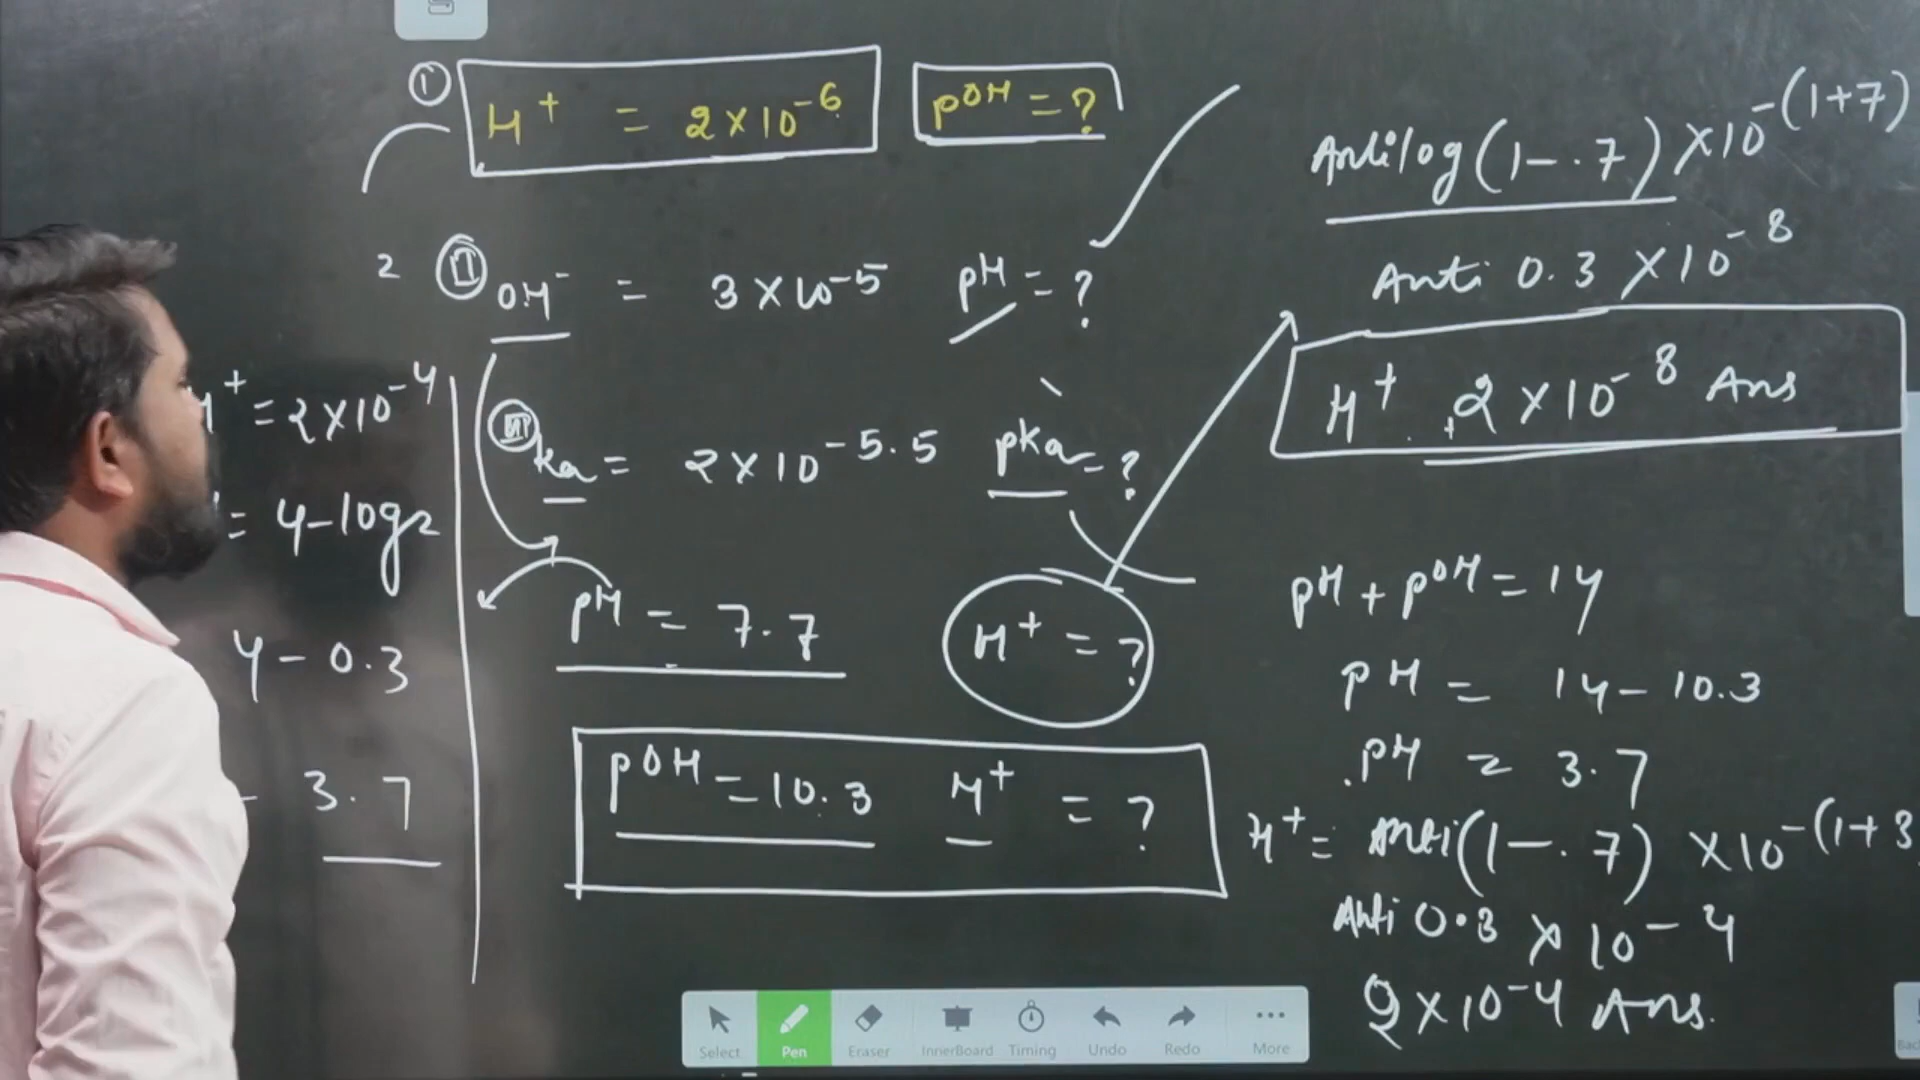 ① H⁺ = 2×10⁻⁶ pOH = ?
2 Ⅱ OH⁻ = 3×10⁻⁵ pH = ?
Ⅲ ka = 2×10⁻⁵·⁵ pka = ?
pH = 7.7 H⁺ = ?
pOH = 10.3 H⁺ = ?
H⁺ = 2×10⁻⁴
= 4-log2
4 - 0.3
- 3.7
Antilog(1-.7)×10⁻⁽¹⁺⁷⁾
Anti 0.3 ×10⁻⁸
H⁺ 2×10⁻⁸ Ans
pH + pOH = 14
pH = 14 - 10.3
pH = 3.7
H⁺ = Anti(1-.7) ×10⁻⁽¹⁺³
Anti 0.3 × 10⁻⁴
×10⁻⁴ Ans.
Select Pen Eraser InnerBoard Timing Undo Redo More